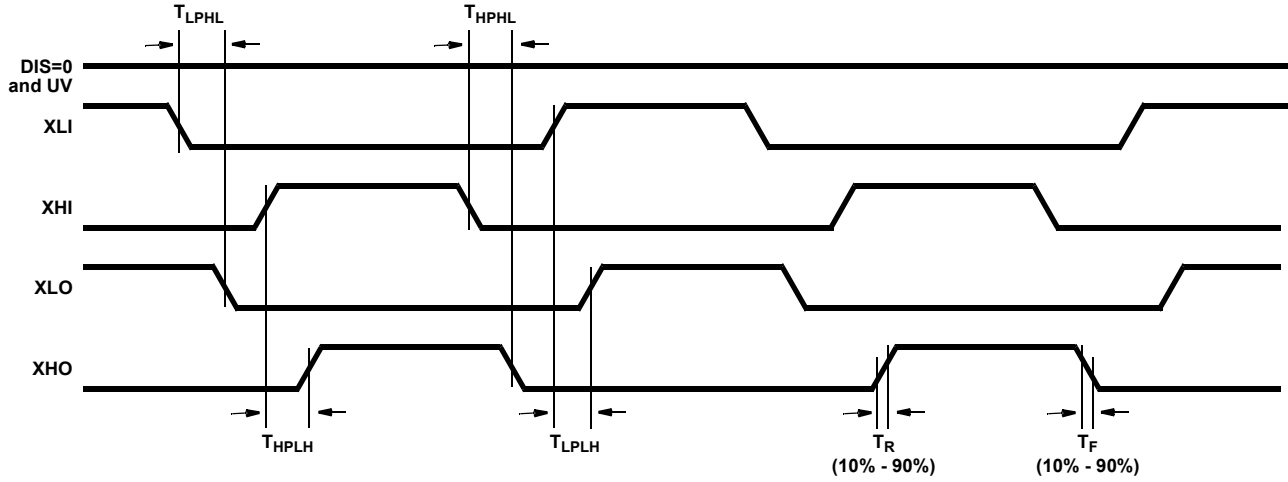 TLPHL
THPHL
DIS=0
and UV
XLI
XHI
XLO
XHO
THPLH
TLPLH
TR
(10% - 90%)
TF
(10% - 90%)